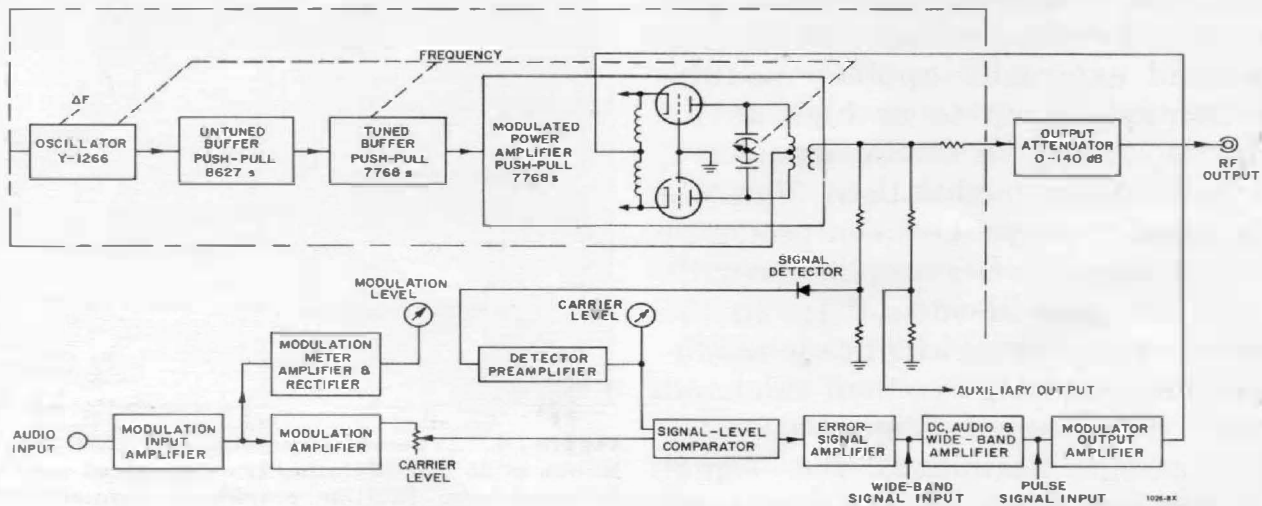 FREQUENCY
ΔF
OSCILLATOR
Y-1266
UNTUNED
BUFFER
PUSH-PULL
8627 s
TUNED
BUFFER
PUSH-PULL
7768 s
MODULATED
POWER
AMPLIFIER
PUSH-PULL
7768 s
OUTPUT
ATTENUATOR
0-140 dB
RF
OUTPUT
SIGNAL
DETECTOR
MODULATION
LEVEL
CARRIER
LEVEL
MODULATION
METER
AMPLIFIER &
RECTIFIER
DETECTOR
PREAMPLIFIER
AUXILIARY OUTPUT
AUDIO
INPUT
MODULATION
INPUT
AMPLIFIER
MODULATION
AMPLIFIER
CARRIER
LEVEL
SIGNAL-LEVEL
COMPARATOR
ERROR-
SIGNAL
AMPLIFIER
DC, AUDIO &
WIDE-BAND
AMPLIFIER
MODULATOR
OUTPUT
AMPLIFIER
WIDE-BAND
SIGNAL INPUT
PULSE
SIGNAL INPUT
1026-8X